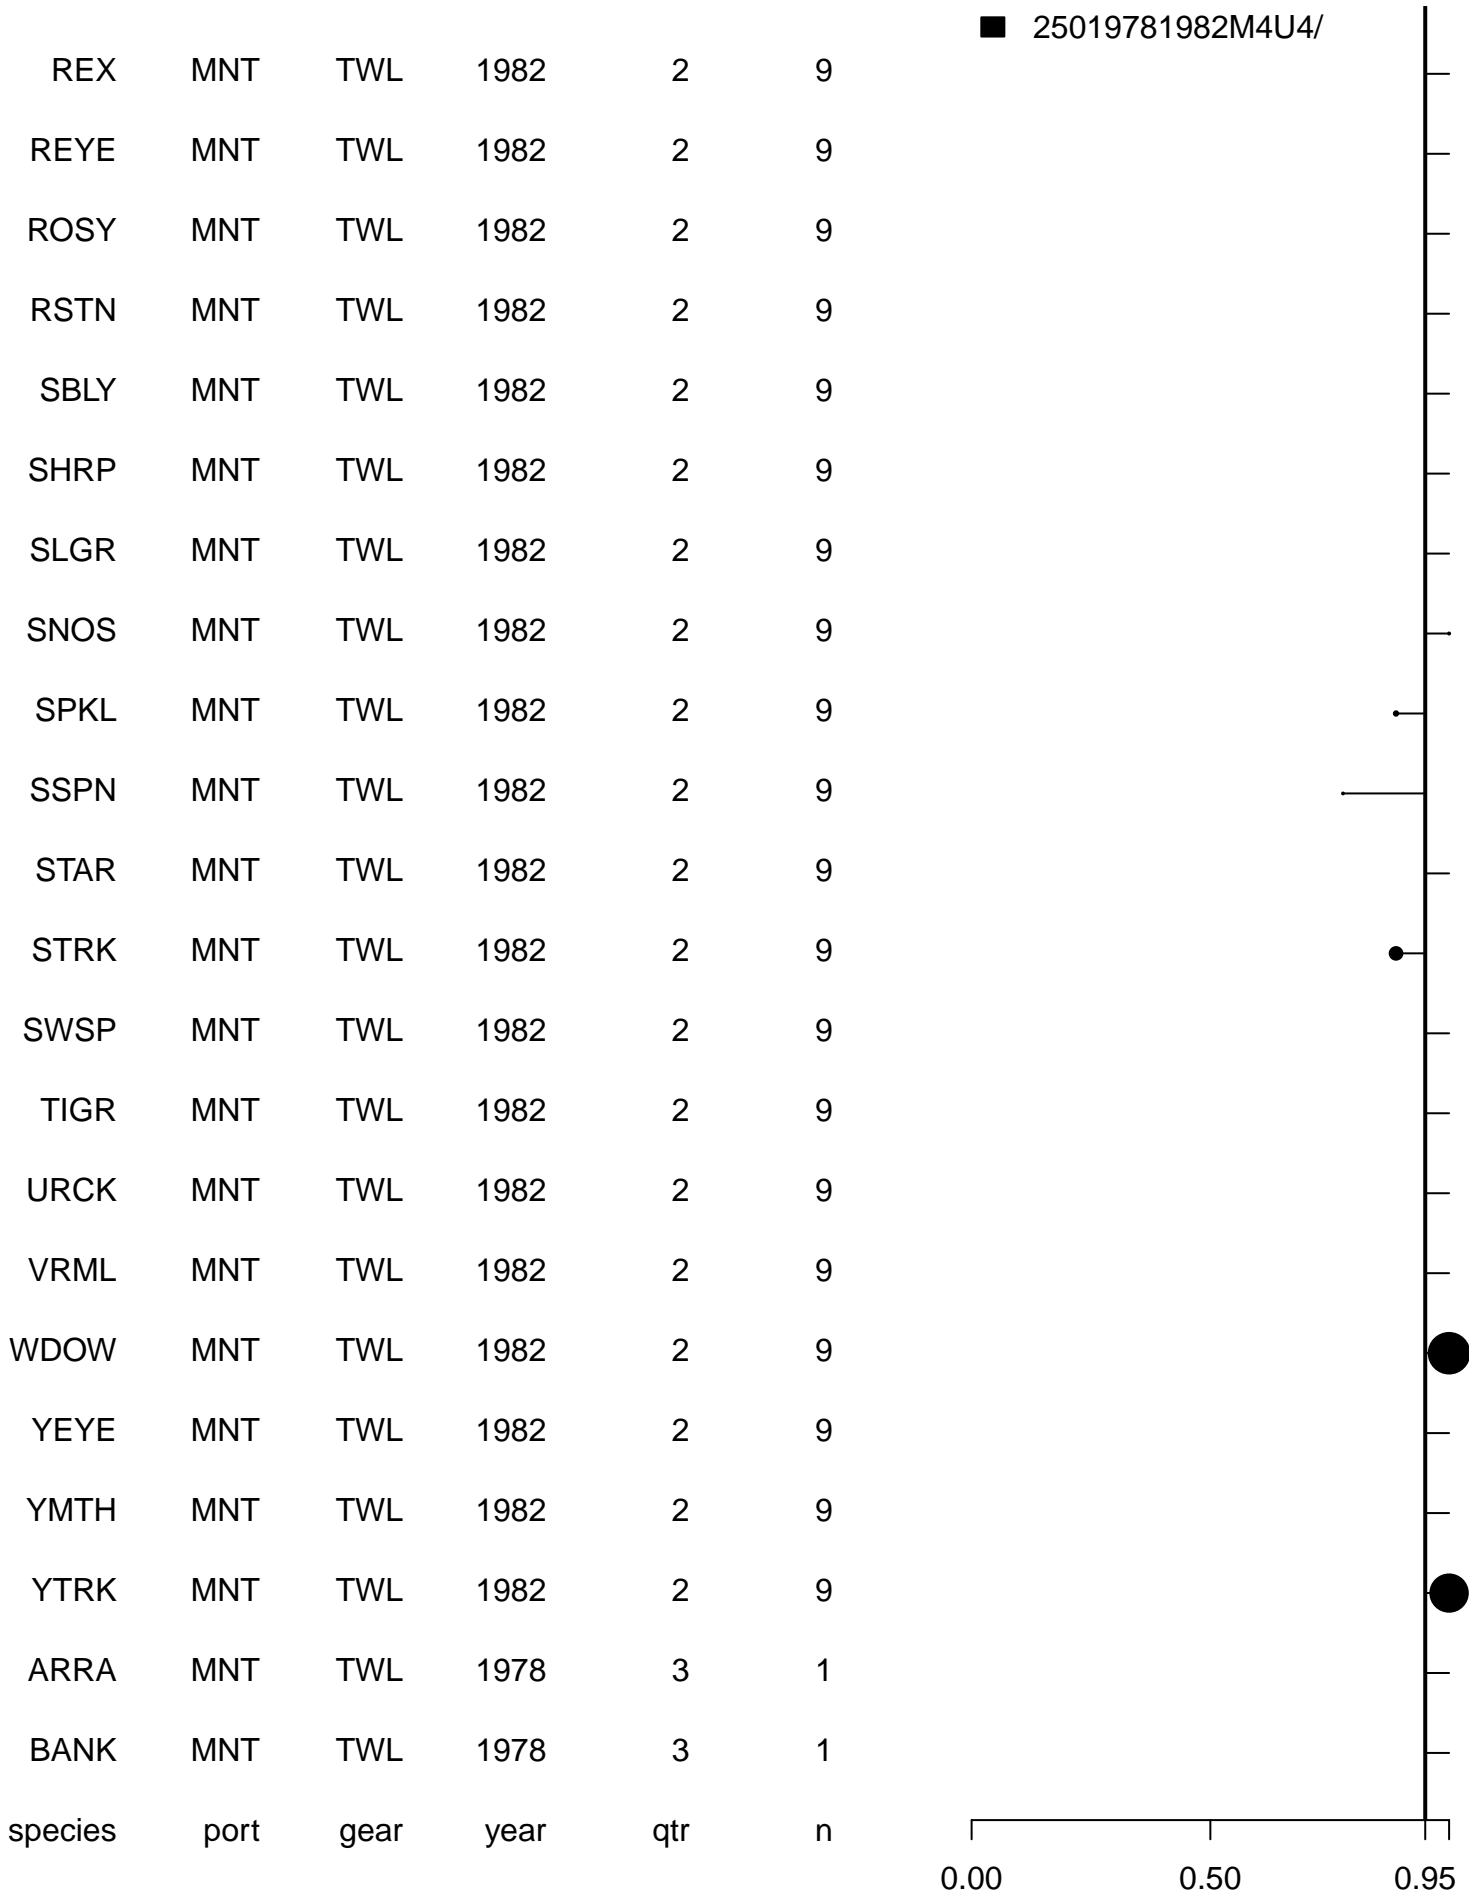 25019781982M4U4/
REX MNT TWL 1982 2 9
REYE MNT TWL 1982 2 9
ROSY MNT TWL 1982 2 9
RSTN MNT TWL 1982 2 9
SBLY MNT TWL 1982 2 9
SHRP MNT TWL 1982 2 9
SLGR MNT TWL 1982 2 9
SNOS MNT TWL 1982 2 9
SPKL MNT TWL 1982 2 9
SSPN MNT TWL 1982 2 9
STAR MNT TWL 1982 2 9
STRK MNT TWL 1982 2 9
SWSP MNT TWL 1982 2 9
TIGR MNT TWL 1982 2 9
URCK MNT TWL 1982 2 9
VRML MNT TWL 1982 2 9
WDOW MNT TWL 1982 2 9
YEYE MNT TWL 1982 2 9
YMTH MNT TWL 1982 2 9
YTRK MNT TWL 1982 2 9
ARRA MNT TWL 1978 3 1
BANK MNT TWL 1978 3 1
species port gear year qtr n
0.00 0.50 0.95